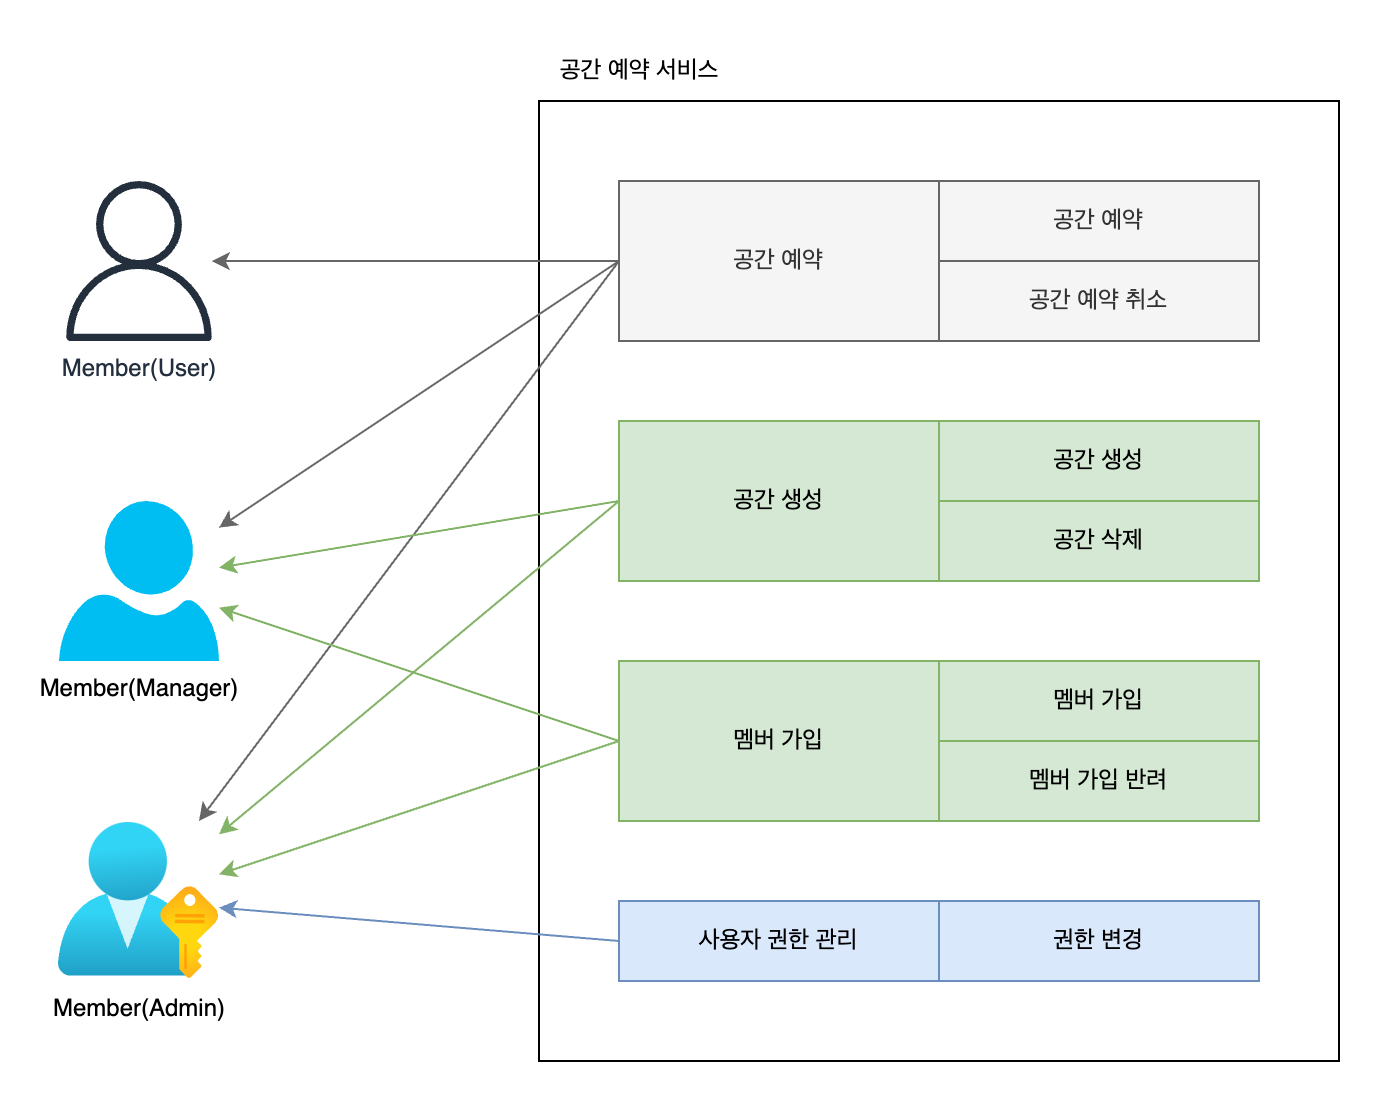 공간 예약 서비스
공간 예약
공간 예약
공간 예약 취소
Member(User)
공간 생성
공간 생성
공간 삭제
Member(Manager)
멤버 가입
멤버 가입
멤버 가입 반려
사용자 권한 관리
권한 변경
Member(Admin)